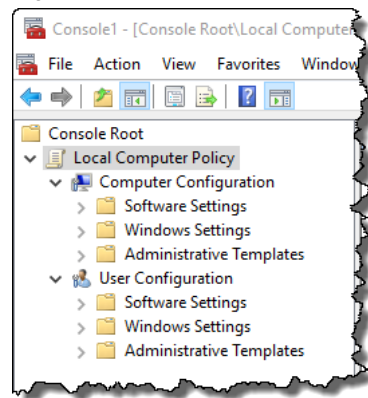 Console1 - [Console Root\Local Computer
File Action View Favorites Window
Console Root
Local Computer Policy
Computer Configuration
Software Settings
Windows Settings
Administrative Templates
User Configuration
Software Settings
Windows Settings
Administrative Templates